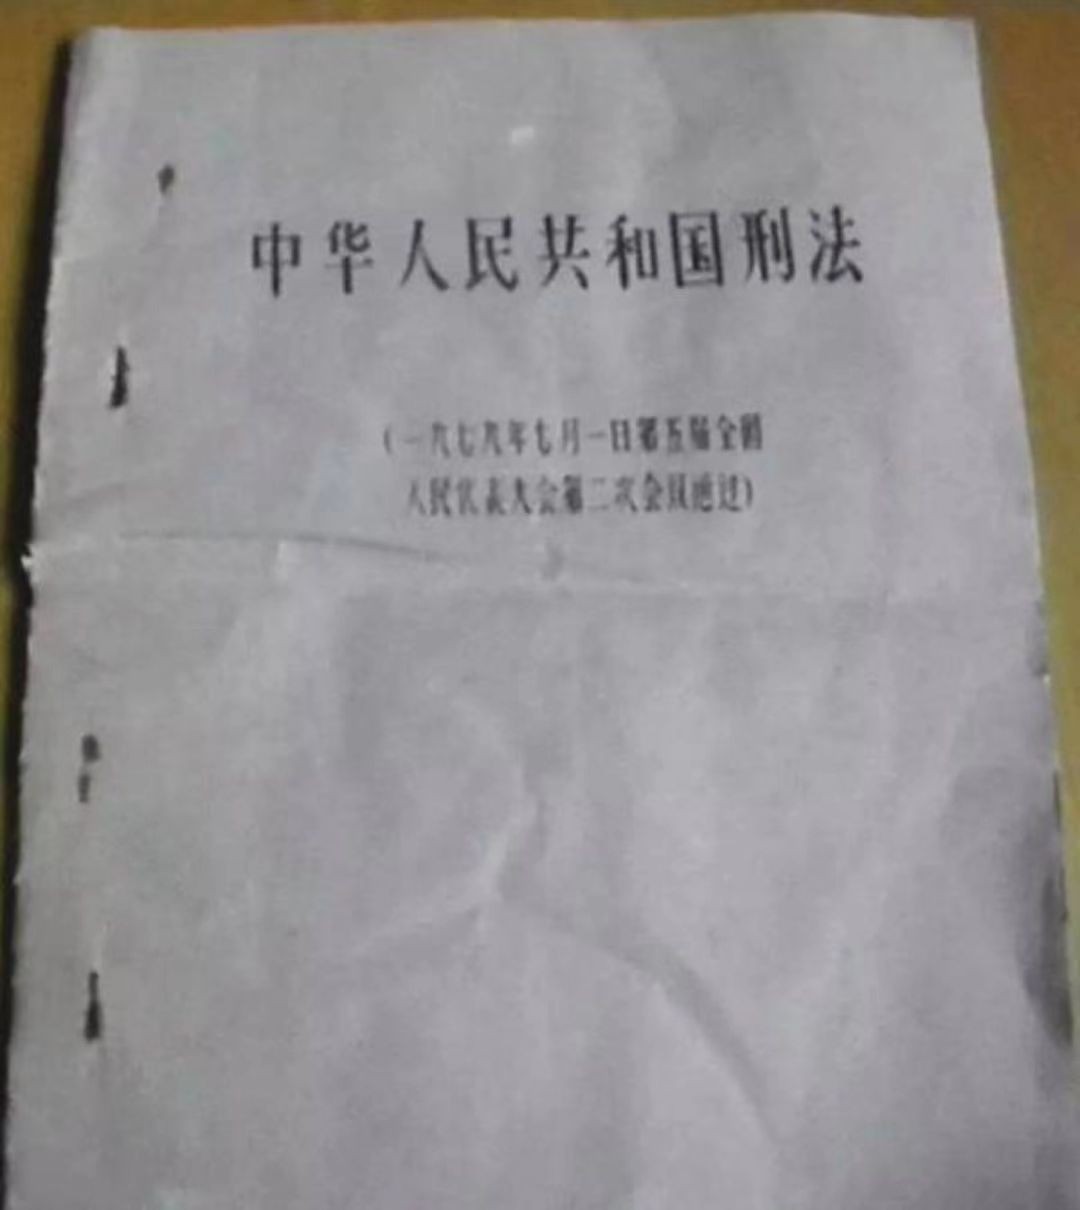 中华人民共和国刑法
(一九七九年七月一日第五届全国
人民代表大会第二次会议通过)